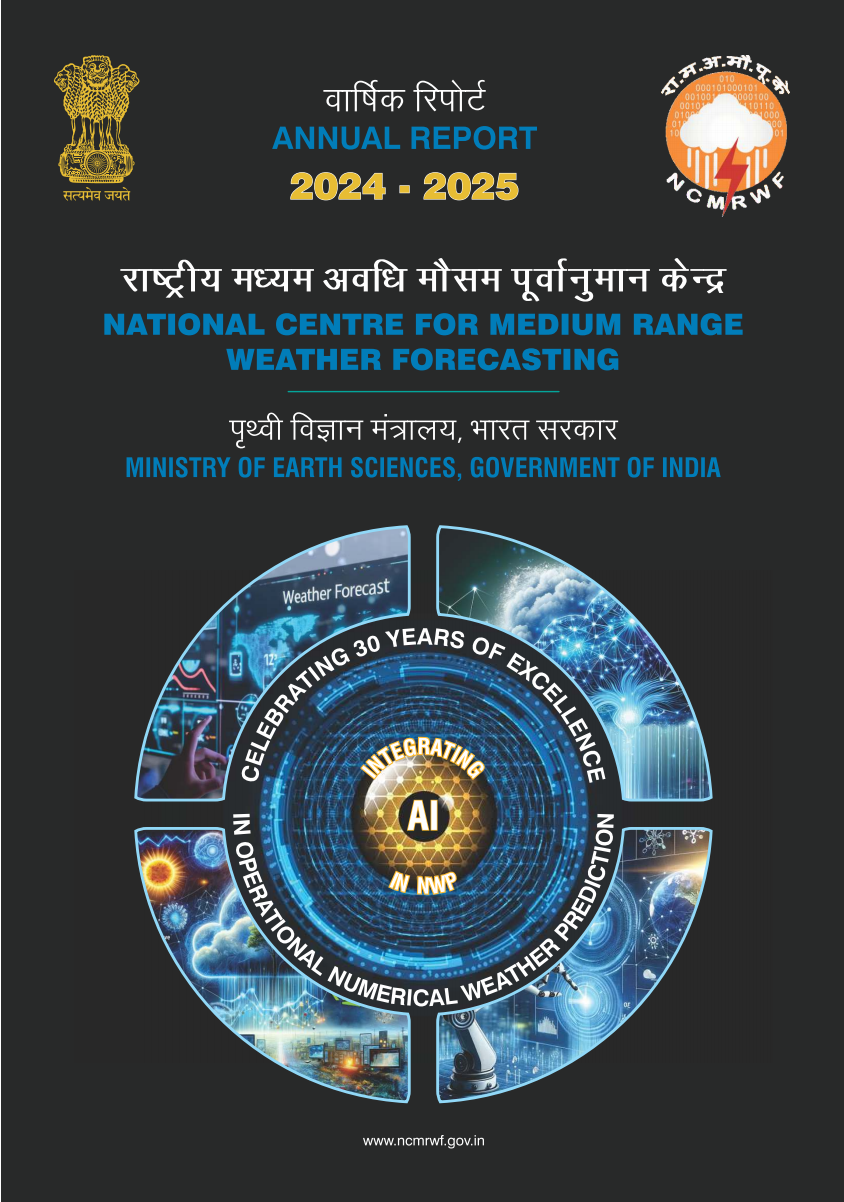 वार्षिक रिपोर्ट
ANNUAL REPORT
2024 - 2025
सत्यमेव जयते
रा.म.अ.मौ.पू.के
NCMRWF
राष्ट्रीय मध्यम अवधि मौसम पूर्वानुमान केन्द्र
NATIONAL CENTRE FOR MEDIUM RANGE
WEATHER FORECASTING
पृथ्वी विज्ञान मंत्रालय, भारत सरकार
MINISTRY OF EARTH SCIENCES, GOVERNMENT OF INDIA
Weather Forecast
12°
CELEBRATING 30 YEARS OF EXCELLENCE
IN OPERATIONAL NUMERICAL WEATHER PREDICTION
INTEGRATING
AI
IN NWP
www.ncmrwf.gov.in